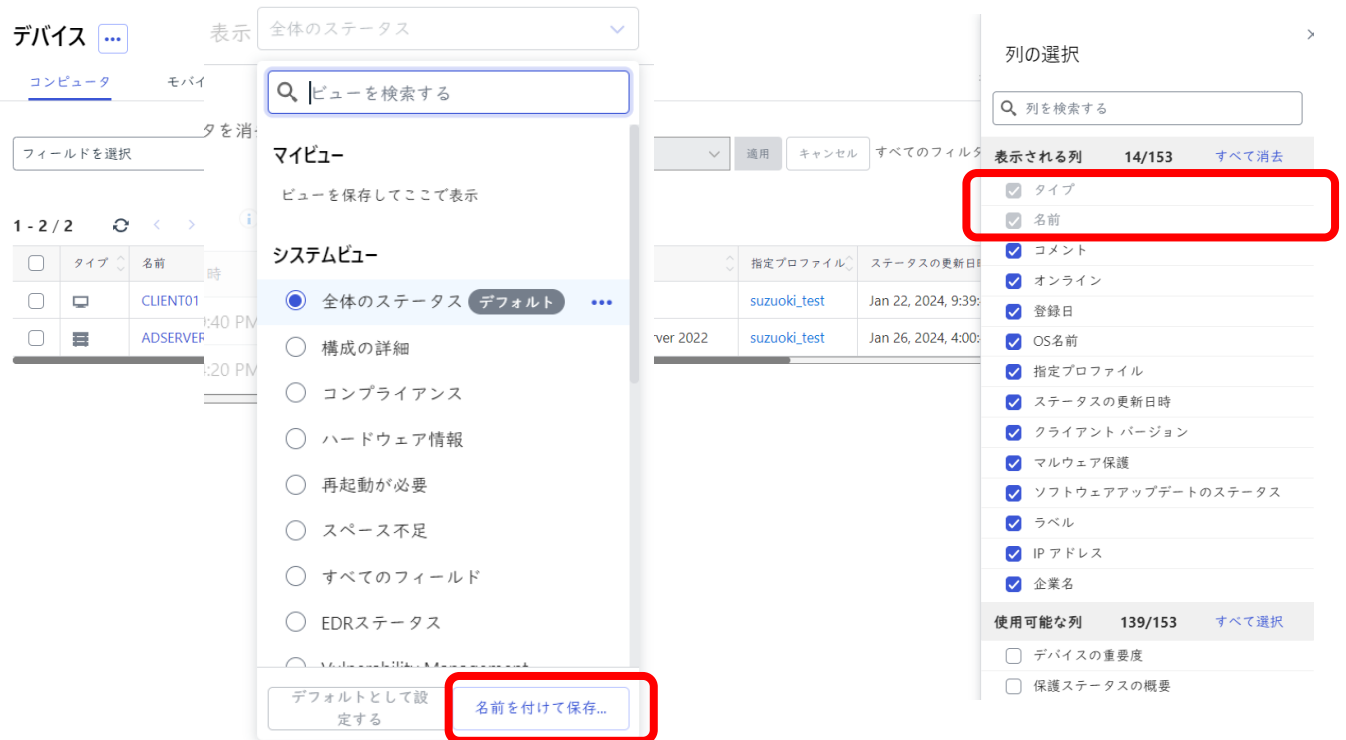 デバイス
コンピュータ
モバイ
フィールドを選択
タを消
1 - 2 / 2
タイプ
名前
時
CLIENT01
:40 PM
ADSERVER
:20 PM
表示
全体のステータス
ビューを検索する
マイビュー
ビューを保存してここで表示
システムビュー
全体のステータス デフォルト
構成の詳細
コンプライアンス
ハードウェア情報
再起動が必要
スペース不足
すべてのフィールド
EDRステータス
Vulnerability Management
デフォルトとして設
定する
名前を付けて保存...
適用
キャンセル
すべてのフィルタ
指定プロファイル
ステータスの更新日時
suzuoki_test
Jan 22, 2024, 9:39:
ver 2022
suzuoki_test
Jan 26, 2024, 4:00:
列の選択
列を検索する
表示される列 14/153 すべて消去
タイプ
名前
コメント
オンライン
登録日
OS名前
指定プロファイル
ステータスの更新日時
クライアント バージョン
マルウェア保護
ソフトウェアアップデートのステータス
ラベル
IP アドレス
企業名
使用可能な列 139/153 すべて選択
デバイスの重要度
保護ステータスの概要